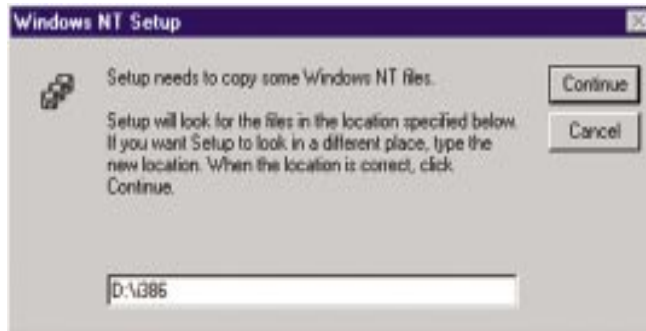 Windows NT Setup
Setup needs to copy some Windows NT files.
Continue
Setup will look for the files in the location specified below.
If you want Setup to look in a different place, type the
new location. When the location is correct, click
Continue.
Cancel
D:\i386